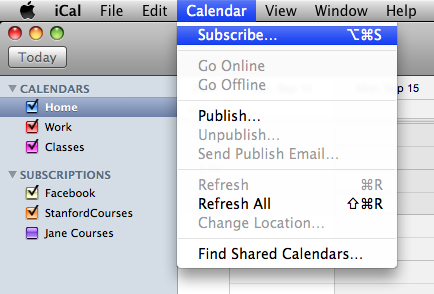 iCal File Edit Calendar View Window Help
Today
CALENDARS
Home
Work
Classes
SUBSCRIPTIONS
Facebook
StanfordCourses
Jane Courses
Subscribe... ⌥⌘S
Go Online
Go Offline
Publish...
Unpublish...
Send Publish Email...
Refresh ⌘R
Refresh All ⇧⌘R
Change Location...
Find Shared Calendars...
Sep 15